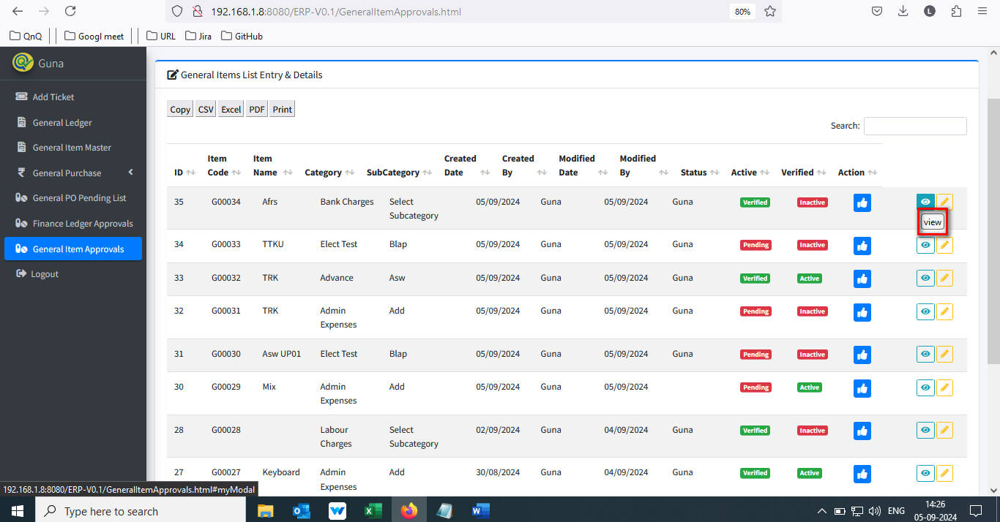 192.168.1.8:8080/ERP-V0.1/GeneralItemApprovals.html 80% L
QnQ Googl meet URL Jira GitHub
Guna
Add Ticket
General Ledger
General Item Master
General Purchase
General PO Pending List
Finance Ledger Approvals
General Item Approvals
Logout
General Items List Entry & Details
Copy CSV Excel PDF Print
Search:
ID Item Code Item Name Category SubCategory Created Date Created By Modified Date Modified By Status Active Verified Action
35 G00034 Afrs Bank Charges Select Subcategory 05/09/2024 Guna 05/09/2024 Guna Verified Inactive
view
34 G00033 TTKU Elect Test Blap 05/09/2024 Guna 05/09/2024 Guna Pending Inactive
33 G00032 TRK Advance Asw 05/09/2024 Guna 05/09/2024 Guna Verified Active
32 G00031 TRK Admin Expenses Add 05/09/2024 Guna 05/09/2024 Guna Pending Inactive
31 G00030 Asw UP01 Elect Test Blap 05/09/2024 Guna 05/09/2024 Guna Pending Inactive
30 G00029 Mix Admin Expenses Add 05/09/2024 Guna 05/09/2024 Pending Active
28 G00028 Labour Charges Select Subcategory 02/09/2024 Guna 04/09/2024 Guna Verified Inactive
27 G00027 Keyboard Admin Expenses Add 30/08/2024 Guna 04/09/2024 Guna Verified Active
192.168.1.8:8080/ERP-V0.1/GeneralItemApprovals.html#myModal
Type here to search
ENG
14:26
05-09-2024